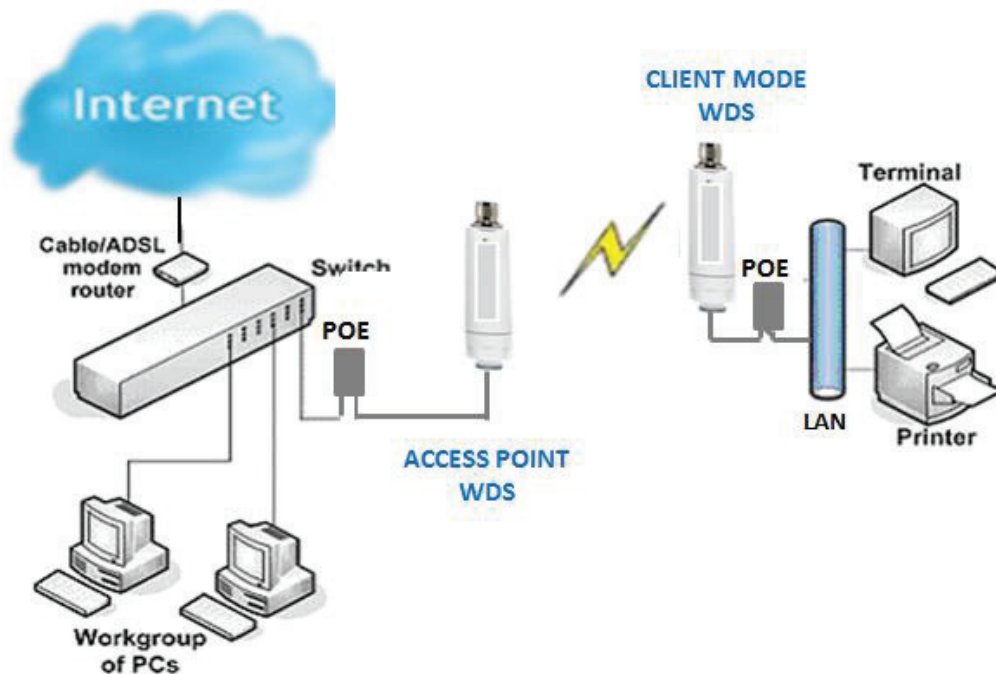 Internet
CLIENT MODE
WDS
Terminal
Cable/ADSL
modem
router
Switch
POE
POE
LAN
Printer
ACCESS POINT
WDS
Workgroup
of PCs